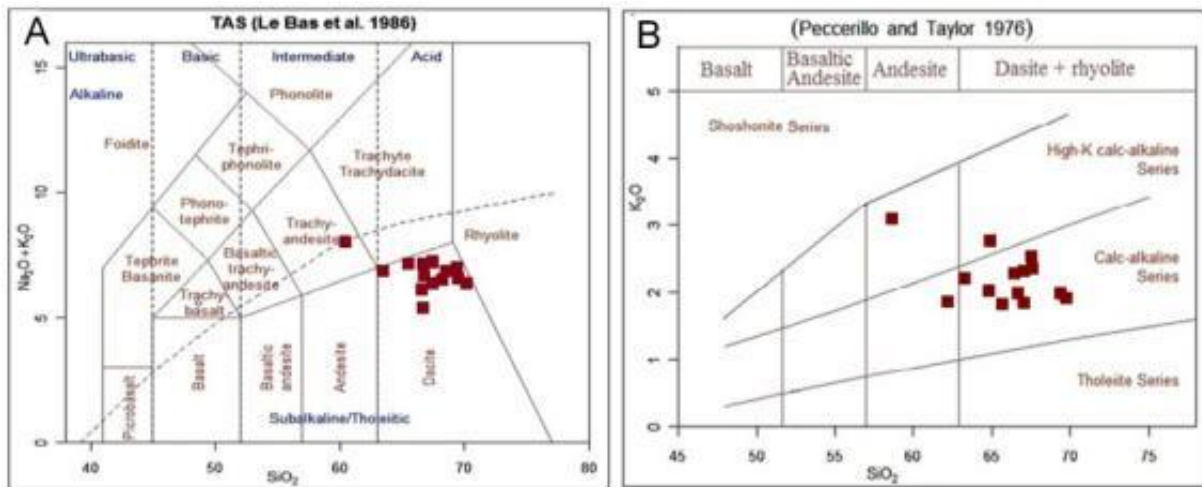 A
TAS (Le Bas et al. 1986)
Ultrabasic
Basic
Intermediate
Acid
Alkaline
Phonolite
Foidite
Tephri-
phonolite
Trachyte
Trachydacite
Phono-
tephrite
Trachy-
andesite
Rhyolite
Tephrite
Basanite
Basaltic
trachy-
andesite
Trachy-
basalt
Picrobasalt
Basalt
Basaltic
andesite
Andesite
Dacite
Subalkaline/Tholeiitic
Na₂O+K₂O
0
5
10
15
40
50
60
70
80
SiO₂
B
(Peccerillo and Taylor 1976)
Basalt
Basaltic
Andesite
Andesite
Dasite + rhyolite
Shoshonite Series
High-K calc-alkaline
Series
Calc-alkaline
Series
Tholeiite Series
K₂O
5
4
3
2
1
0
45
50
55
60
65
70
75
SiO₂